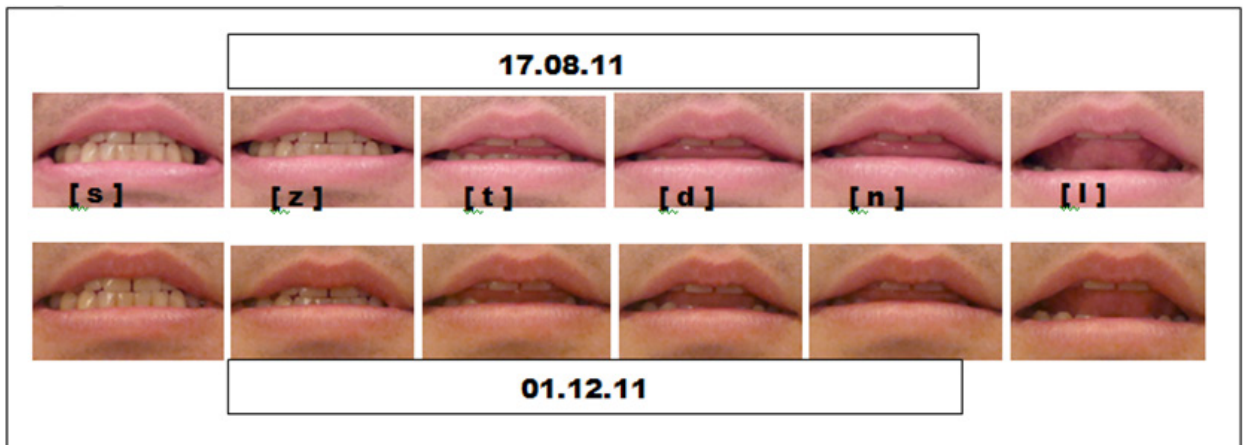 17.08.11
[ s ] [ z ] [ t ] [ d ] [ n ] [ l ]
01.12.11